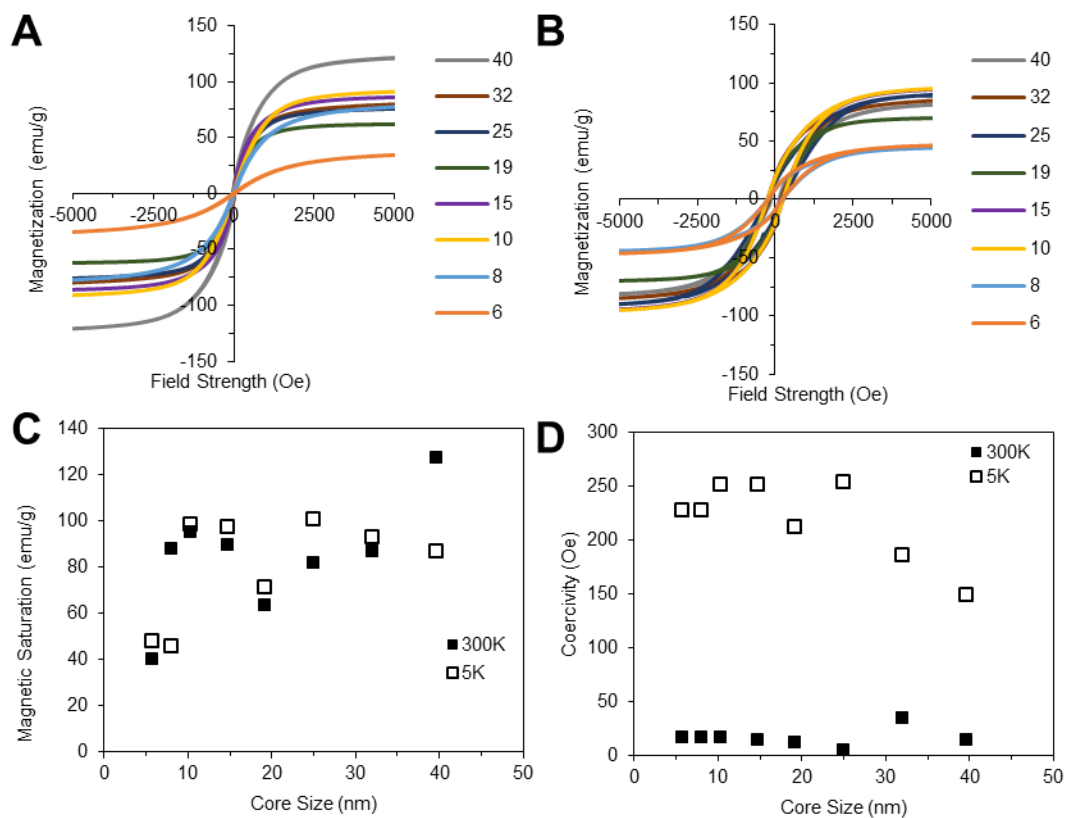 A
150
100
50
0
-50
-100
-150
-5000 -2500 0 2500 5000
Magnetization (emu/g)
Field Strength (Oe)
40
32
25
19
15
10
8
6
B
150
100
50
0
-50
-100
-150
-5000 -2500 0 2500 5000
Magnetization (emu/g)
Field Strength (Oe)
40
32
25
19
15
10
8
6
C
140
120
100
80
60
40
20
0
0 10 20 30 40 50
Magnetic Saturation (emu/g)
Core Size (nm)
300K
5K
D
300
250
200
150
100
50
0
0 10 20 30 40 50
Coercivity (Oe)
Core Size (nm)
300K
5K